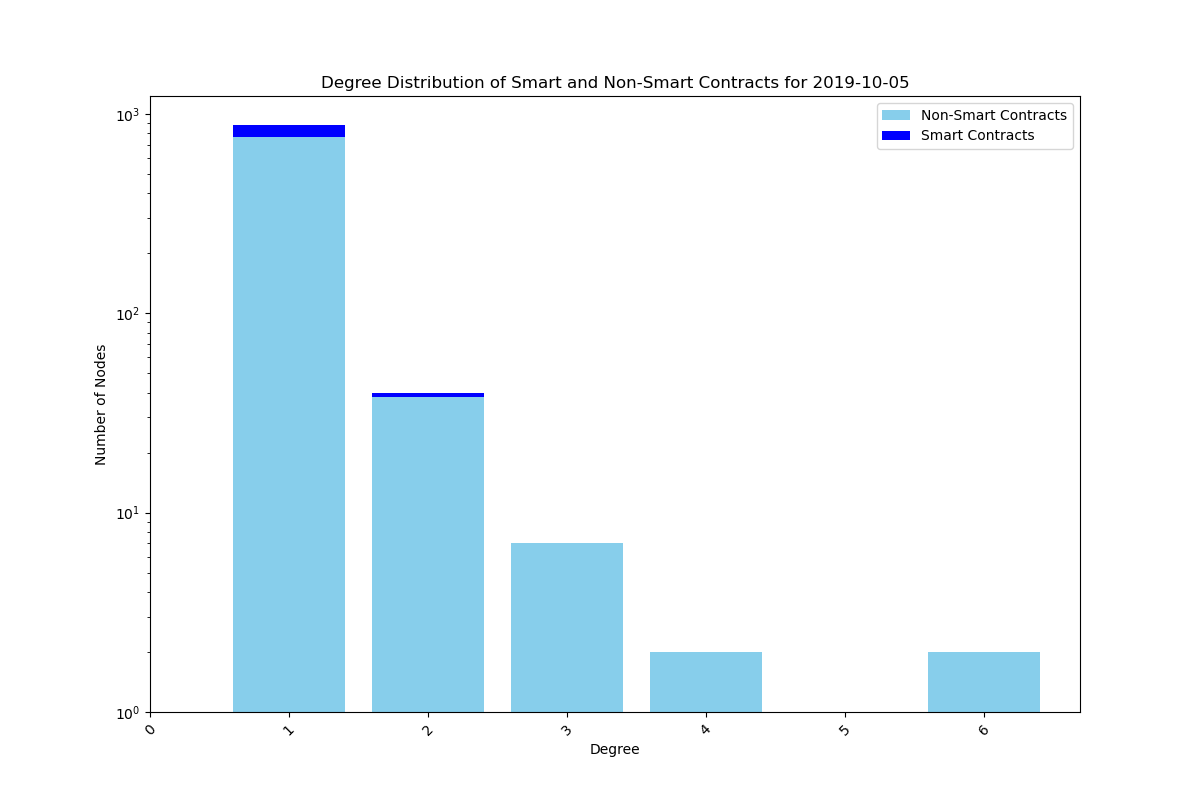 Degree Distribution of Smart and Non-Smart Contracts for 2019-10-05
Non-Smart Contracts
Smart Contracts
Number of Nodes
10³
10²
10¹
10⁰
0
1
2
3
4
5
6
Degree